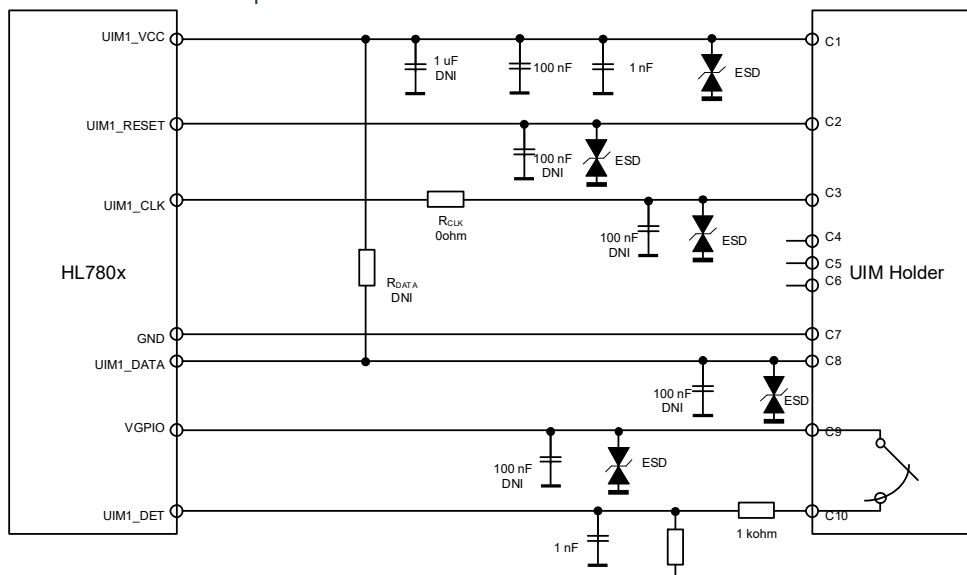 UIM1_VCC
C1
1 uF
DNI
100 nF
1 nF
ESD
UIM1_RESET
C2
100 nF
DNI
ESD
UIM1_CLK
C3
RCLK
0ohm
100 nF
DNI
ESD
C4
C5
C6
HL780x
UIM Holder
RDATA
DNI
GND
C7
UIM1_DATA
C8
100 nF
DNI
ESD
VGPIO
C9
100 nF
DNI
ESD
UIM1_DET
C10
1 nF
1 kohm